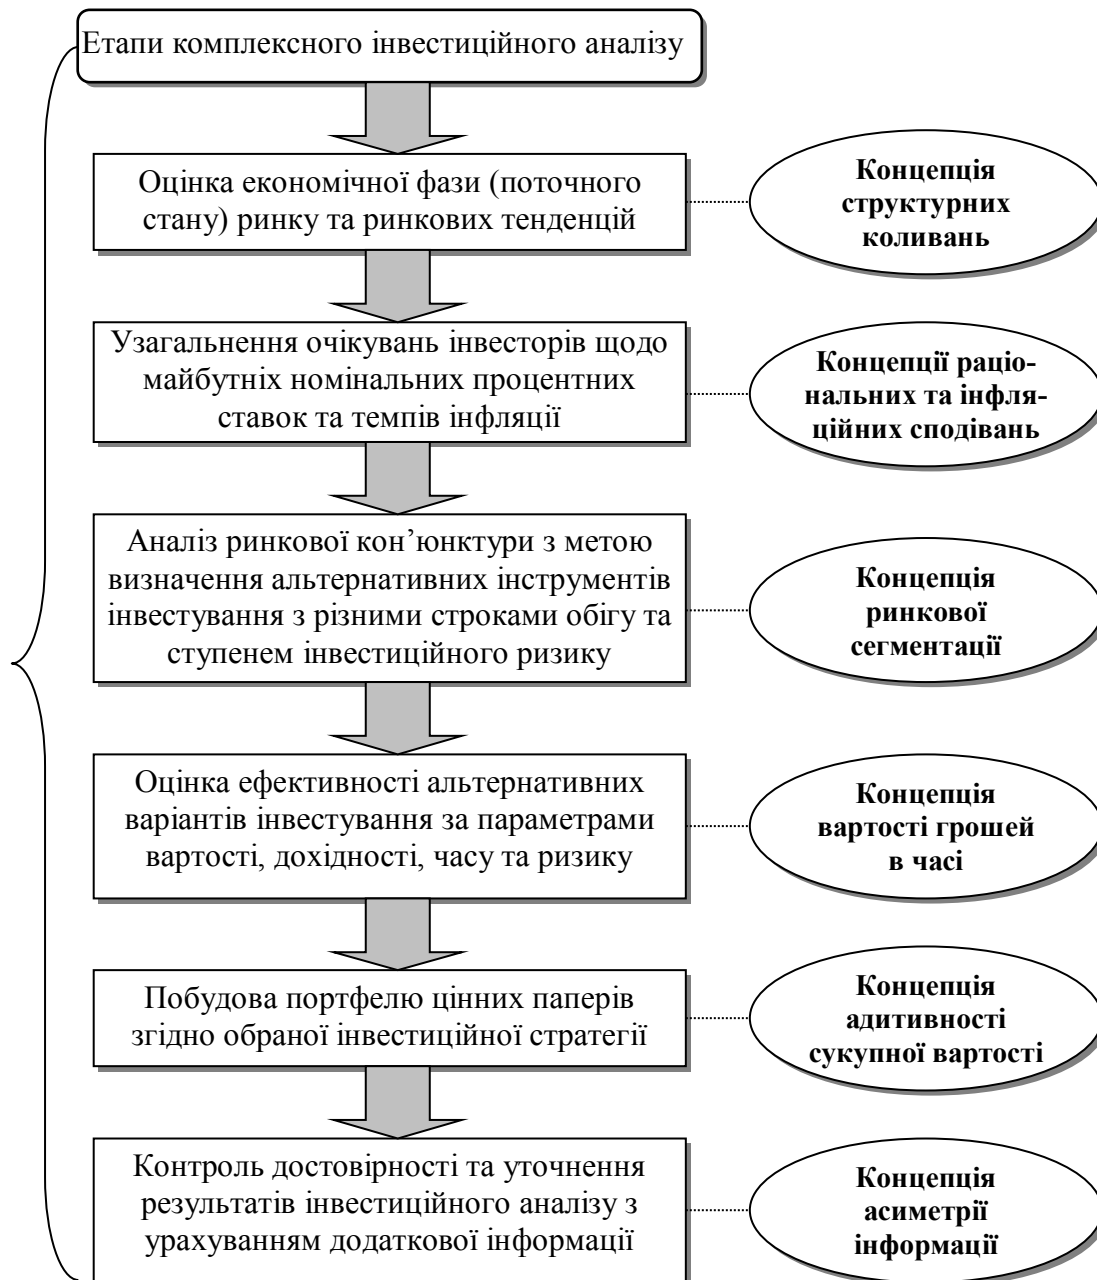 Етапи комплексного інвестиційного аналізу
Оцінка економічної фази (поточного
стану) ринку та ринкових тенденцій
Концепція
структурних
коливань
Узагальнення очікувань інвесторів щодо
майбутніх номінальних процентних
ставок та темпів інфляції
Концепції раціо-
нальних та інфля-
ційних сподівань
Аналіз ринкової кон’юнктури з метою
визначення альтернативних інструментів
інвестування з різними строками обігу та
ступенем інвестиційного ризику
Концепція
ринкової
сегментації
Оцінка ефективності альтернативних
варіантів інвестування за параметрами
вартості, дохідності, часу та ризику
Концепція
вартості грошей
в часі
Побудова портфелю цінних паперів
згідно обраної інвестиційної стратегії
Концепція
адитивності
сукупної вартості
Контроль достовірності та уточнення
результатів інвестиційного аналізу з
урахуванням додаткової інформації
Концепція
асиметрії
інформації